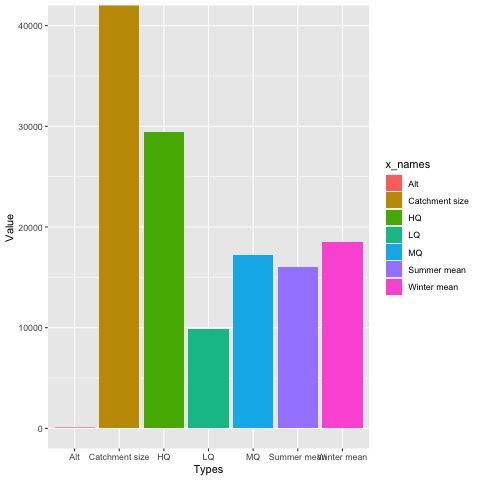 40000
30000
20000
10000
0
Value
Alt Catchment size HQ LQ MQ Summer mean Winter mean
Types
x_names
Alt
Catchment size
HQ
LQ
MQ
Summer mean
Winter mean